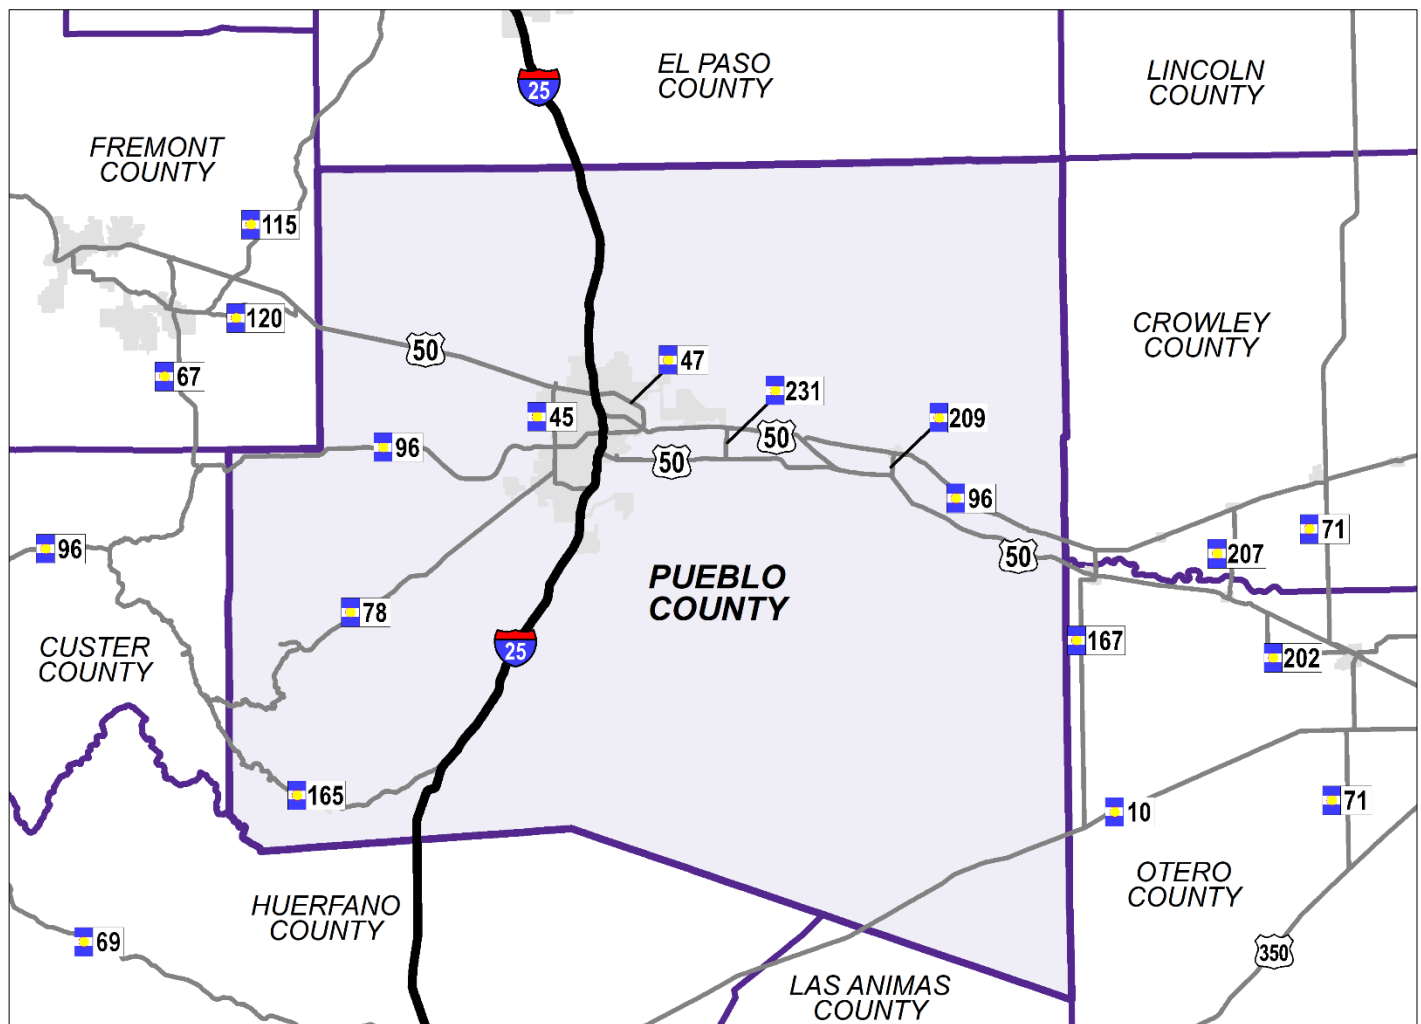 EL PASO
COUNTY
LINCOLN
COUNTY
25
FREMONT
COUNTY
115
120
CROWLEY
COUNTY
50
47
67
231
45
209
96
50
50
96
71
96
207
50
PUEBLO
COUNTY
78
167
CUSTER
COUNTY
25
202
165
71
10
OTERO
COUNTY
HUERFANO
COUNTY
69
350
LAS ANIMAS
COUNTY